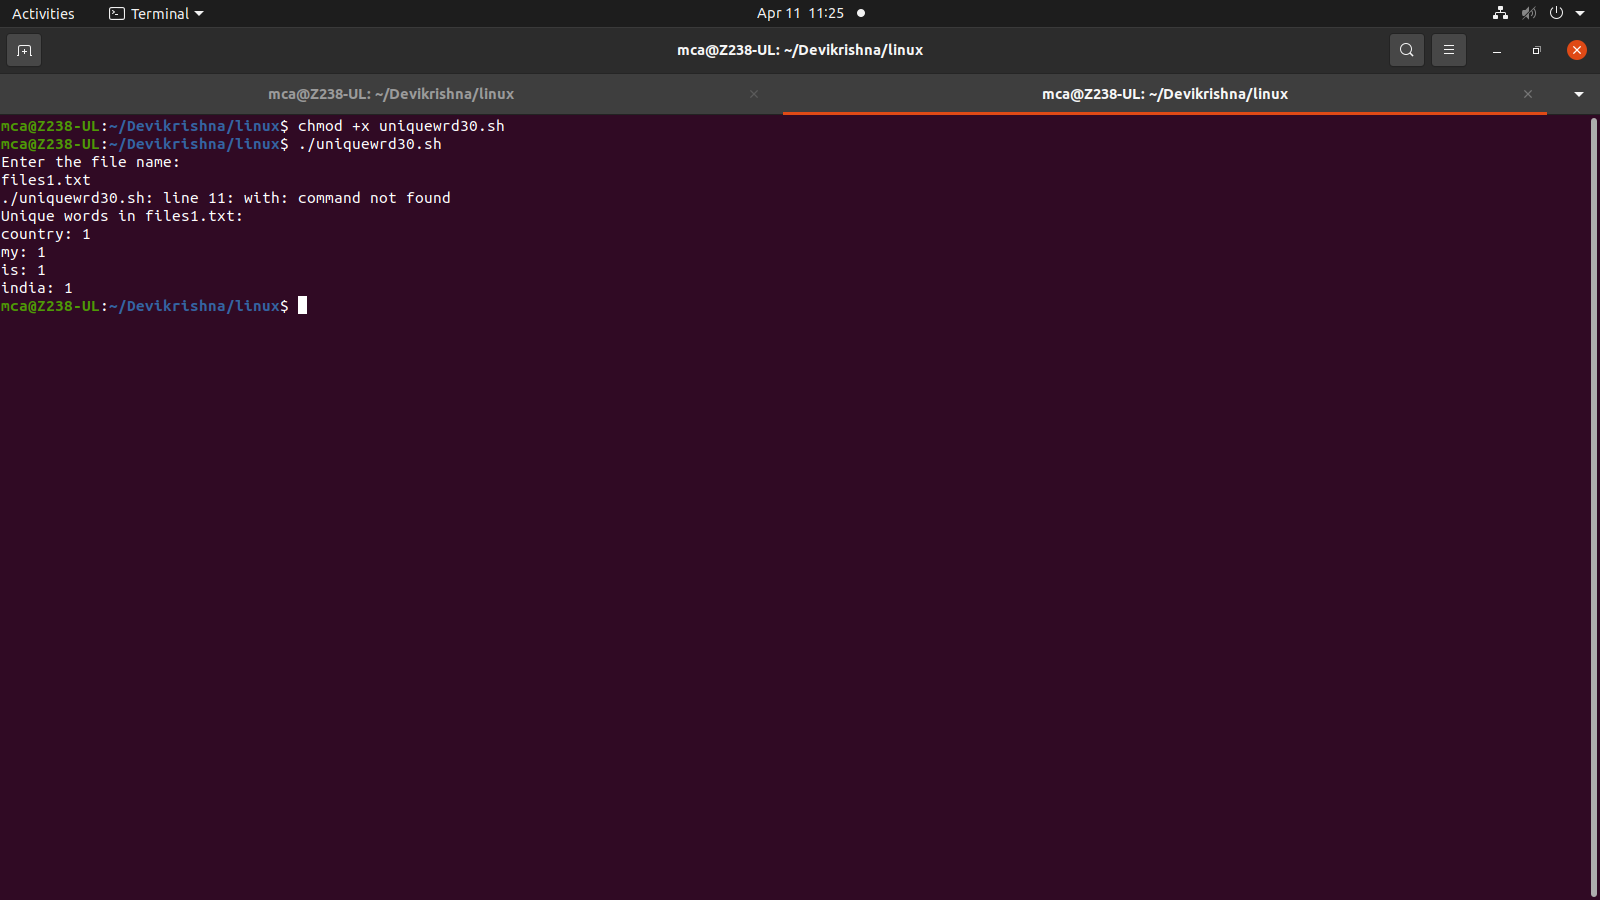 Activities Terminal Apr 11 11:25
mca@Z238-UL: ~/Devikrishna/linux
mca@Z238-UL: ~/Devikrishna/linux mca@Z238-UL: ~/Devikrishna/linux
mca@Z238-UL:~/Devikrishna/linux$ chmod +x uniquewrd30.sh
mca@Z238-UL:~/Devikrishna/linux$ ./uniquewrd30.sh
Enter the file name:
files1.txt
./uniquewrd30.sh: line 11: with: command not found
Unique words in files1.txt:
country: 1
my: 1
is: 1
india: 1
mca@Z238-UL:~/Devikrishna/linux$